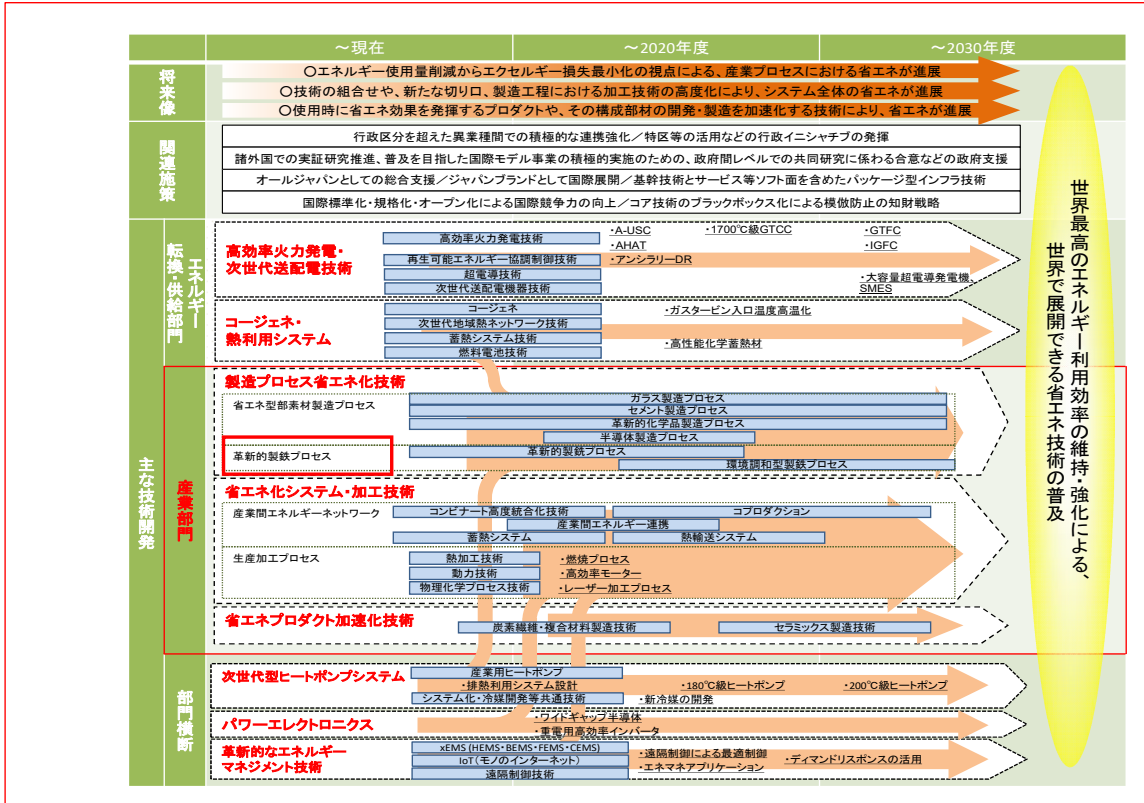 ～現在
～2020年度
～2030年度
将来像
○エネルギー使用量削減からエクセルギー損失最小化の視点による、産業プロセスにおける省エネが進展
○技術の組合せや、新たな切り口、製造工程における加工技術の高度化により、システム全体の省エネが進展
○使用時に省エネ効果を発揮するプロダクトや、その構成部材の開発・製造を加速化する技術により、省エネが進展
関連施策
行政区分を超えた異業種間での積極的な連携強化／特区等の活用などの行政イニシャチブの発揮
諸外国での実証研究推進、普及を目指した国際モデル事業の積極的実施のための、政府間レベルでの共同研究に係わる合意などの政府支援
オールジャパンとしての総合支援／ジャパンブランドとして国際展開／基幹技術とサービス等ソフト面を含めたパッケージ型インフラ技術
国際標準化・規格化・オープン化による国際競争力の向上／コア技術のブラックボックス化による模倣防止の知財戦略
主な技術開発
エネルギー
転換・供給部門
高効率火力発電・
次世代送配電技術
高効率火力発電技術
再生可能エネルギー協調制御技術
超電導技術
次世代送配電機器技術
・A-USC
・1700℃級GTCC
・GTFC
・AHAT
・IGFC
・アンシラリーDR
・大容量超電導発電機、
SMES
コージェネ・
熱利用システム
コージェネ
次世代地域熱ネットワーク技術
蓄熱システム技術
燃料電池技術
・ガスタービン入口温度高温化
・高性能化学蓄熱材
産業部門
製造プロセス省エネ化技術
省エネ型部素材製造プロセス
ガラス製造プロセス
セメント製造プロセス
革新的化学品製造プロセス
半導体製造プロセス
革新的製鉄プロセス
革新的製銑プロセス
環境調和型製鉄プロセス
省エネ化システム・加工技術
産業間エネルギーネットワーク
コンビナート高度統合化技術
コプロダクション
産業間エネルギー連携
蓄熱システム
熱輸送システム
生産加工プロセス
熱加工技術
動力技術
物理化学プロセス技術
・燃焼プロセス
・高効率モーター
・レーザー加工プロセス
省エネプロダクト加速化技術
炭素繊維・複合材料製造技術
セラミックス製造技術
部門横断
次世代型ヒートポンプシステム
産業用ヒートポンプ
・排熱利用システム設計
システム化・冷媒開発等共通技術
・180℃級ヒートポンプ
・200℃級ヒートポンプ
・新冷媒の開発
パワーエレクトロニクス
・ワイドギャップ半導体
・重電用高効率インバータ
革新的なエネルギー
マネジメント技術
xEMS (HEMS・BEMS・FEMS・CEMS)
IoT（モノのインターネット）
遠隔制御技術
・遠隔制御による最適制御
・エネマネアプリケーション
・ディマンドリスポンスの活用
世界最高のエネルギー利用効率の維持・強化による、
世界で展開できる省エネ技術の普及